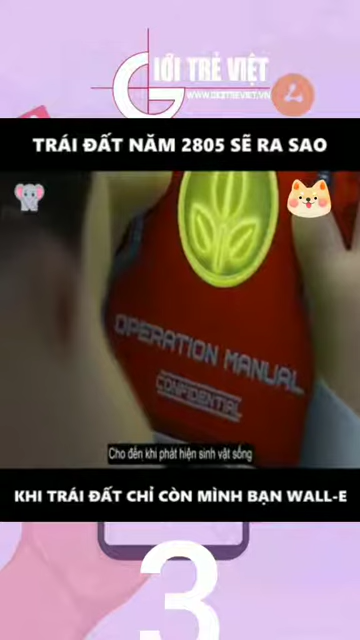 GIỚI TRẺ VIỆT
WWW.GIOITREVIET.VN
TRÁI ĐẤT NĂM 2805 SẼ RA SAO
OPERATION MANUAL
CONFIDENTIAL
Cho đến khi phát hiện sinh vật sống
KHI TRÁI ĐẤT CHỈ CÒN MÌNH BẠN WALL-E
3